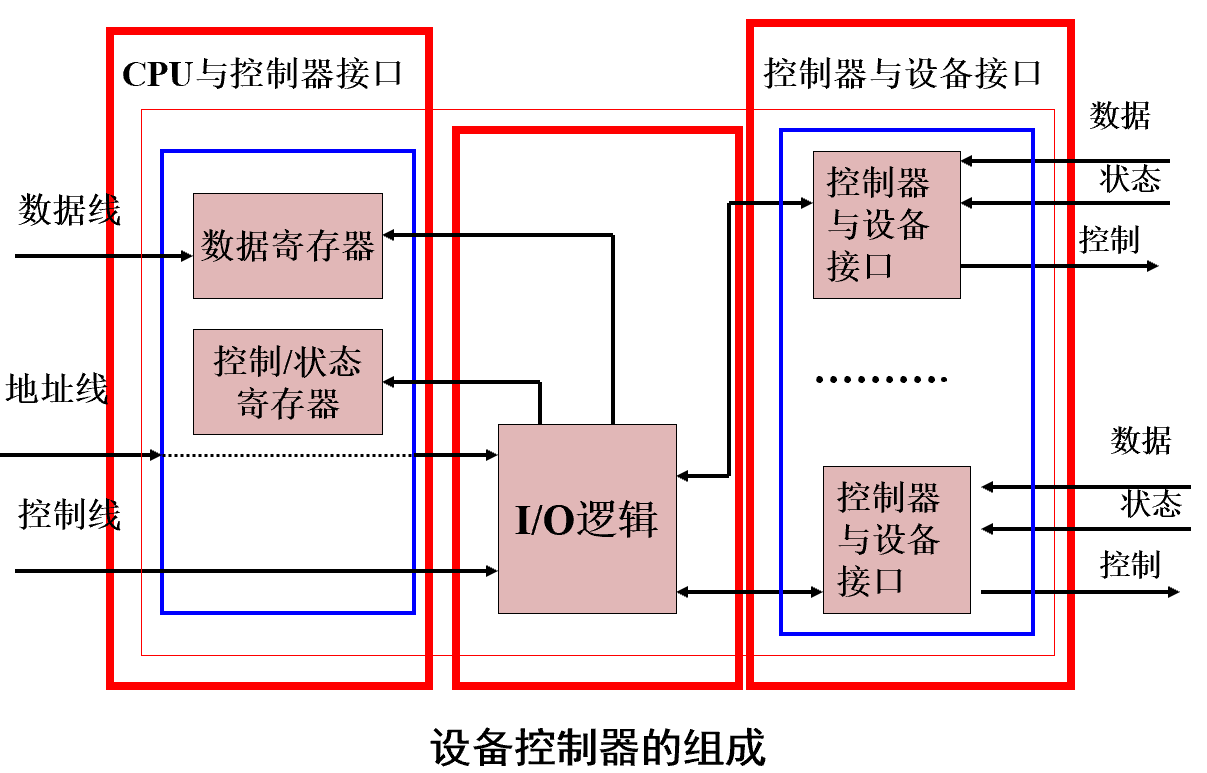 CPU与控制器接口
控制器与设备接口
数据线
地址线
控制线
数据寄存器
控制/状态
寄存器
I/O逻辑
控制器
与设备
接口
数据
状态
控制
..........
控制器
与设备
接口
数据
状态
控制
设备控制器的组成